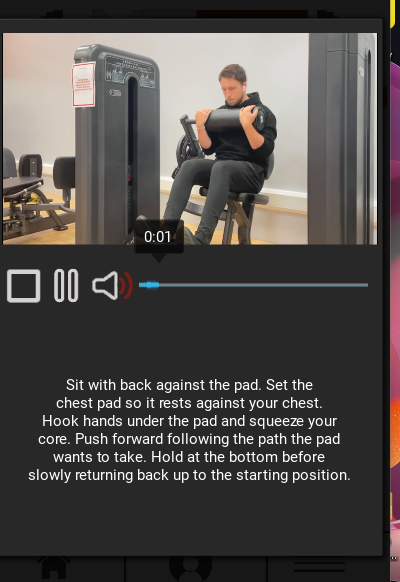 0:01
Sit with back against the pad. Set the
chest pad so it rests against your chest.
Hook hands under the pad and squeeze your
core. Push forward following the path the pad
wants to take. Hold at the bottom before
slowly returning back up to the starting position.